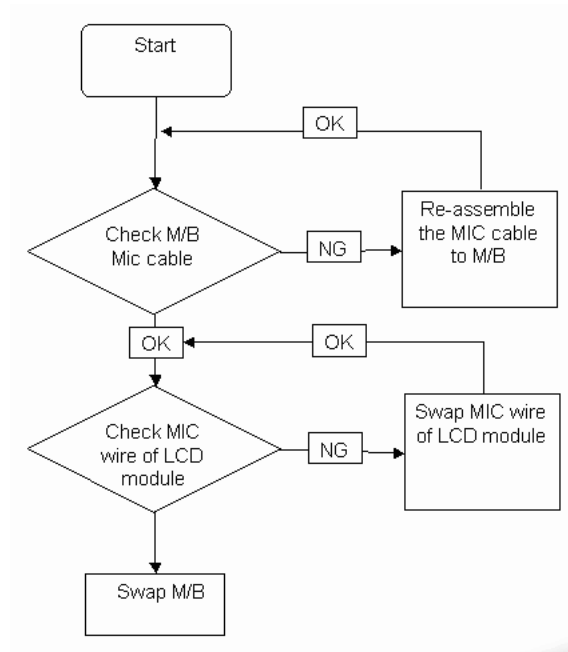 Start
OK
Check M/B
Mic cable
NG
Re-assemble
the MIC cable
to M/B
OK
OK
Check MIC
wire of LCD
module
NG
Swap MIC wire
of LCD module
Swap M/B